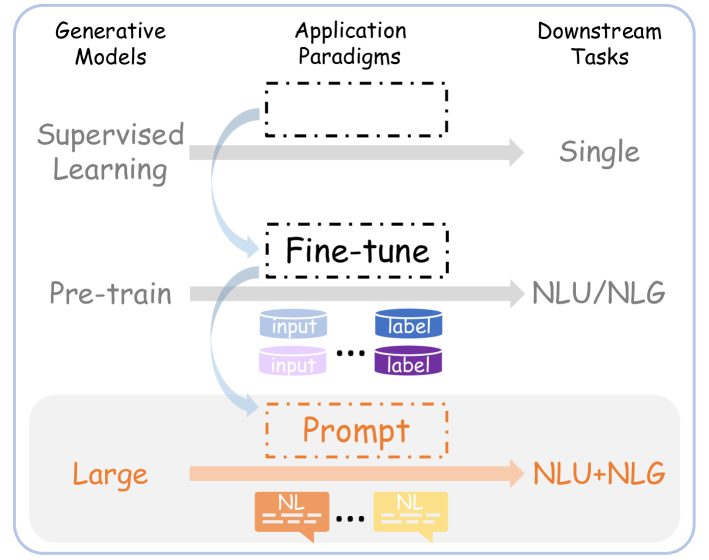 Generative
Models
Application
Paradigms
Downstream
Tasks
Supervised
Learning
Single
Fine-tune
Pre-train
NLU/NLG
input
label
input
...
label
Prompt
Large
NLU+NLG
NL
...
NL